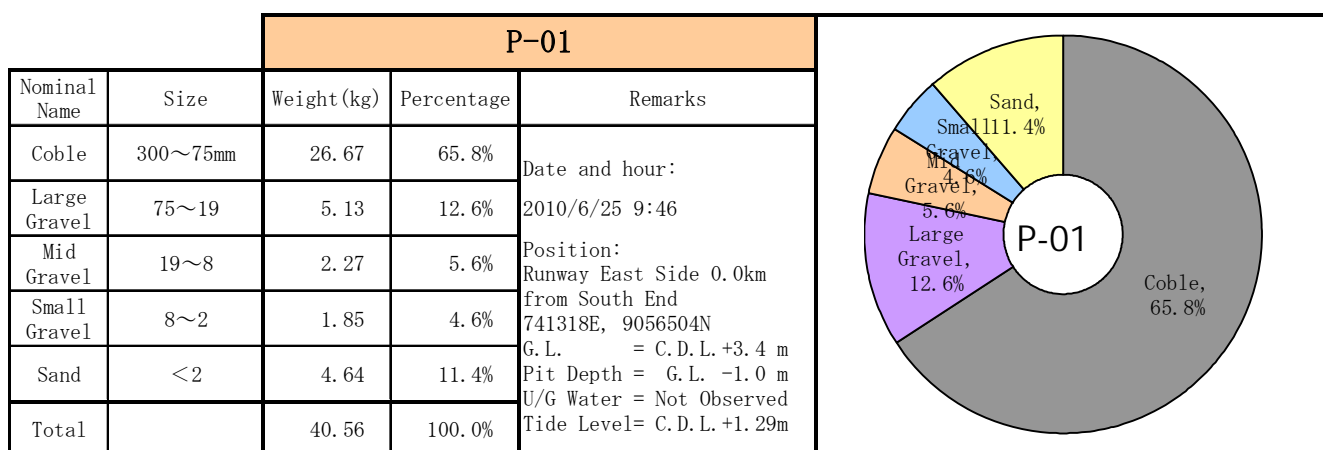 P-01
Nominal Name Size Weight(kg) Percentage Remarks
Coble 300～75mm 26.67 65.8%
Large Gravel 75～19 5.13 12.6%
Mid Gravel 19～8 2.27 5.6%
Small Gravel 8～2 1.85 4.6%
Sand ＜2 4.64 11.4%
Total 40.56 100.0%
Date and hour:
2010/6/25 9:46
Position:
Runway East Side 0.0km
from South End
741318E, 9056504N
G.L. = C.D.L.+3.4 m
Pit Depth = G.L. -1.0 m
U/G Water = Not Observed
Tide Level= C.D.L.+1.29m
Sand,
11.4%
Small
Gravel,
4.6%
Mid
Gravel,
5.6%
Large
Gravel,
12.6%
P-01
Coble,
65.8%